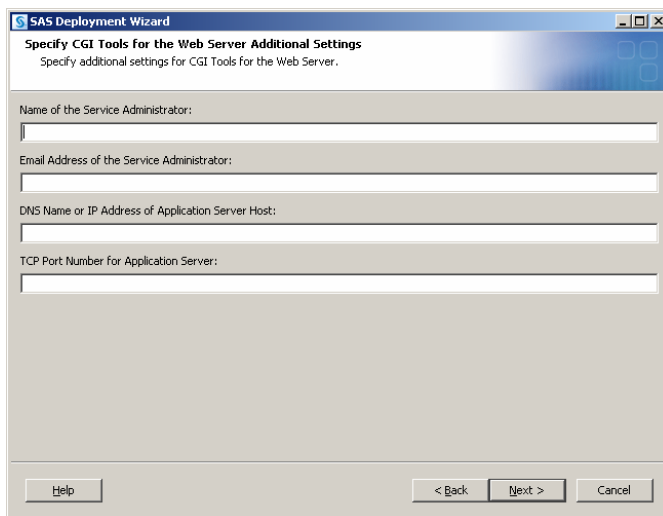 SAS Deployment Wizard
Specify CGI Tools for the Web Server Additional Settings
Specify additional settings for CGI Tools for the Web Server.
Name of the Service Administrator:
Email Address of the Service Administrator:
DNS Name or IP Address of Application Server Host:
TCP Port Number for Application Server:
Help < Back Next > Cancel